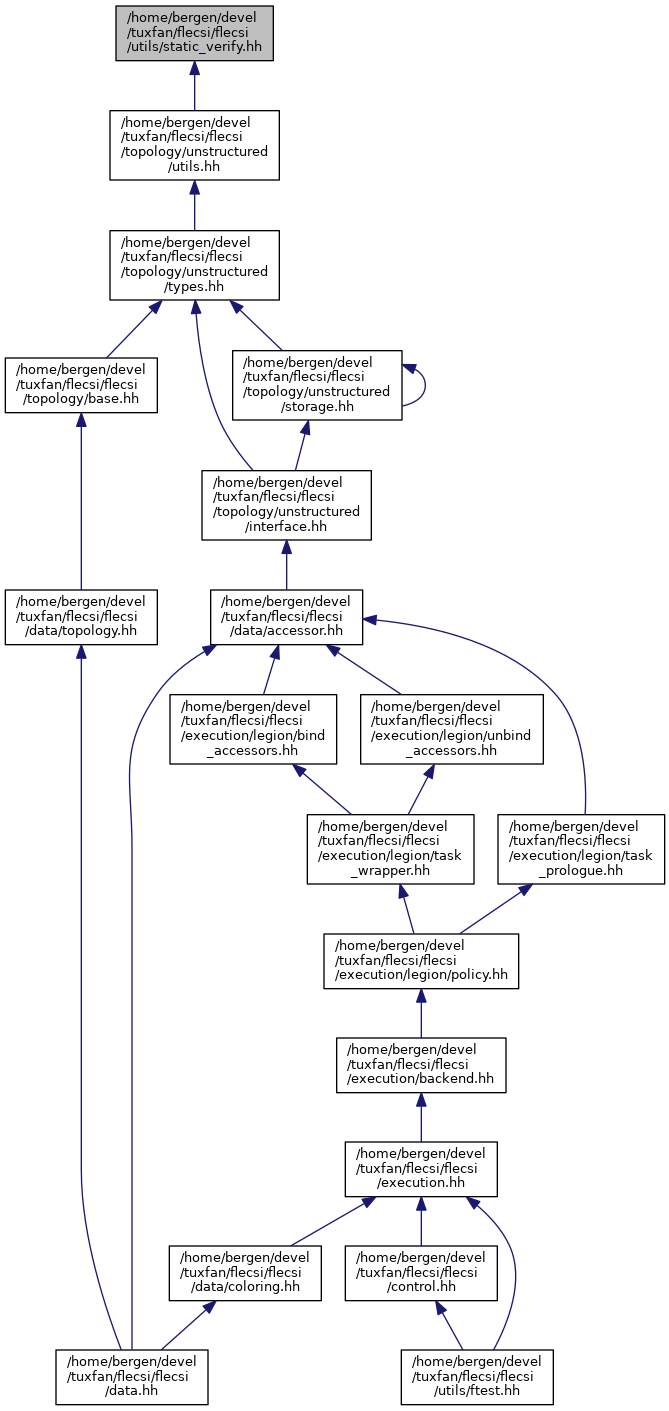 /home/bergen/devel
/tuxfan/flecsi/flecsi
/utils/static_verify.hh
/home/bergen/devel
/tuxfan/flecsi/flecsi
/topology/unstructured
/utils.hh
/home/bergen/devel
/tuxfan/flecsi/flecsi
/topology/unstructured
/types.hh
/home/bergen/devel
/tuxfan/flecsi/flecsi
/topology/base.hh
/home/bergen/devel
/tuxfan/flecsi/flecsi
/topology/unstructured
/storage.hh
/home/bergen/devel
/tuxfan/flecsi/flecsi
/topology/unstructured
/interface.hh
/home/bergen/devel
/tuxfan/flecsi/flecsi
/data/topology.hh
/home/bergen/devel
/tuxfan/flecsi/flecsi
/data/accessor.hh
/home/bergen/devel
/tuxfan/flecsi/flecsi
/execution/legion/bind
_accessors.hh
/home/bergen/devel
/tuxfan/flecsi/flecsi
/execution/legion/unbind
_accessors.hh
/home/bergen/devel
/tuxfan/flecsi/flecsi
/execution/legion/task
_wrapper.hh
/home/bergen/devel
/tuxfan/flecsi/flecsi
/execution/legion/task
_prologue.hh
/home/bergen/devel
/tuxfan/flecsi/flecsi
/execution/legion/policy.hh
/home/bergen/devel
/tuxfan/flecsi/flecsi
/execution/backend.hh
/home/bergen/devel
/tuxfan/flecsi/flecsi
/execution.hh
/home/bergen/devel
/tuxfan/flecsi/flecsi
/data/coloring.hh
/home/bergen/devel
/tuxfan/flecsi/flecsi
/control.hh
/home/bergen/devel
/tuxfan/flecsi/flecsi
/data.hh
/home/bergen/devel
/tuxfan/flecsi/flecsi
/utils/ftest.hh